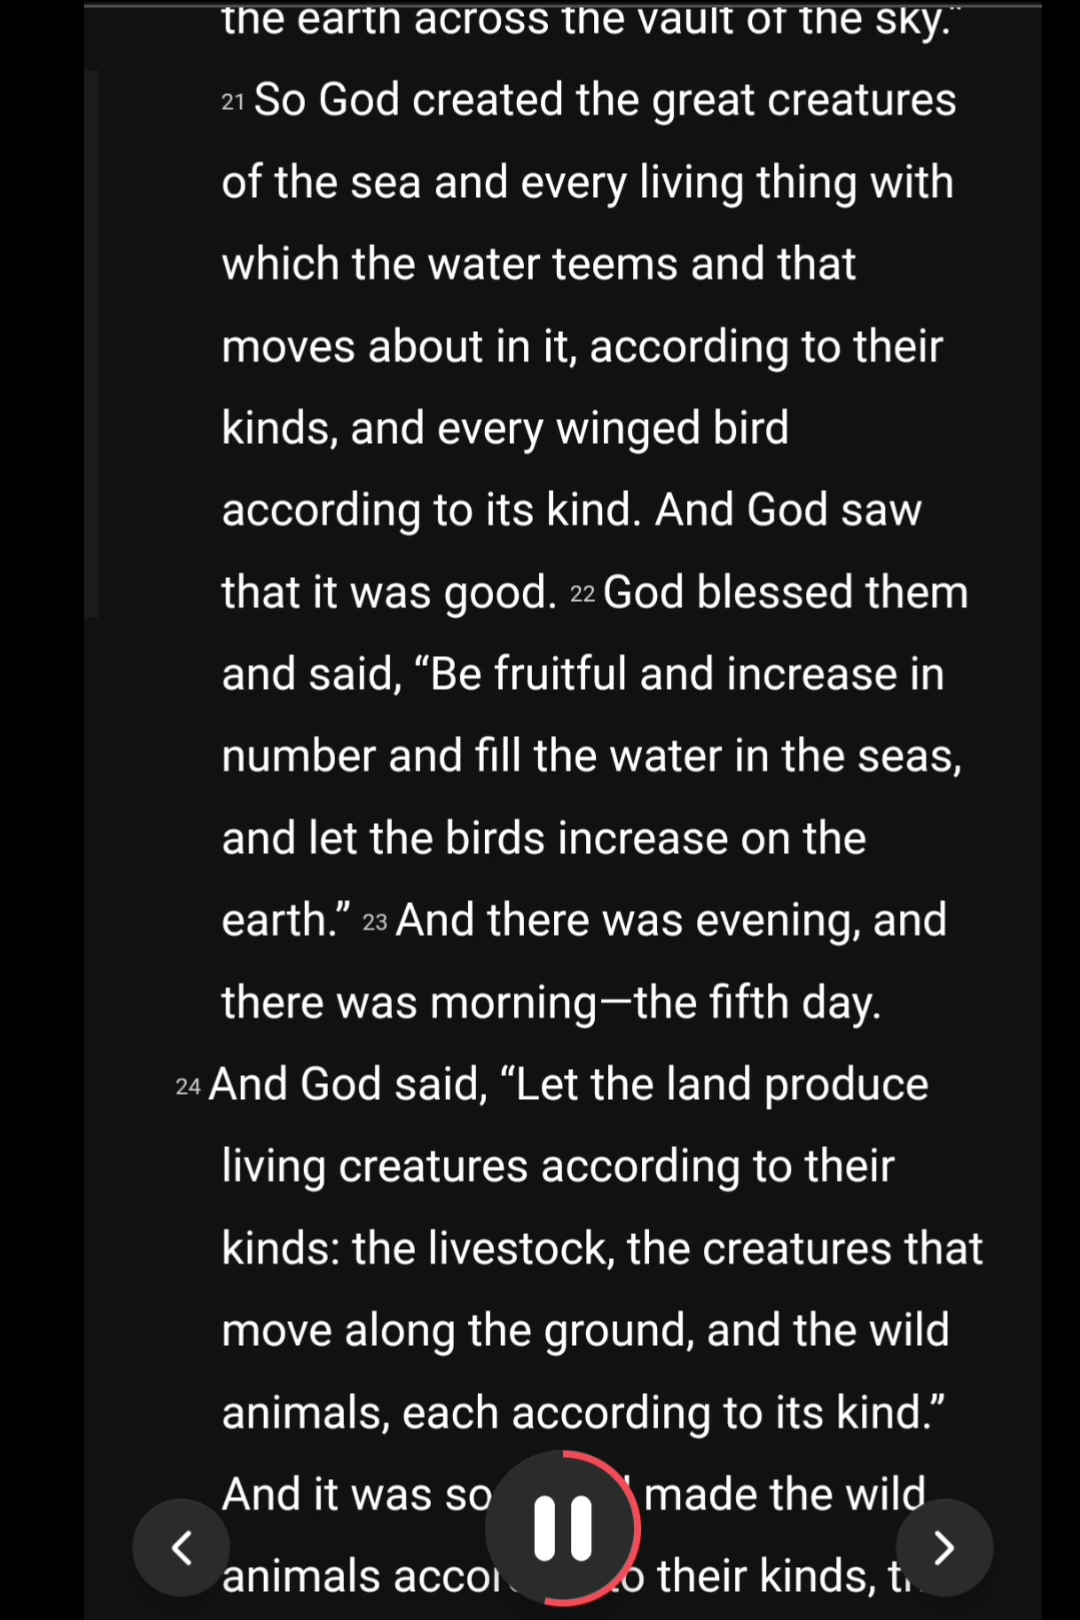 the earth across the vault of the sky.”
21 So God created the great creatures
of the sea and every living thing with
which the water teems and that
moves about in it, according to their
kinds, and every winged bird
according to its kind. And God saw
that it was good. 22 God blessed them
and said, “Be fruitful and increase in
number and fill the water in the seas,
and let the birds increase on the
earth.” 23 And there was evening, and
there was morning—the fifth day.
24 And God said, “Let the land produce
living creatures according to their
kinds: the livestock, the creatures that
move along the ground, and the wild
animals, each according to its kind.”
And it was so made the wild
animals their kinds,